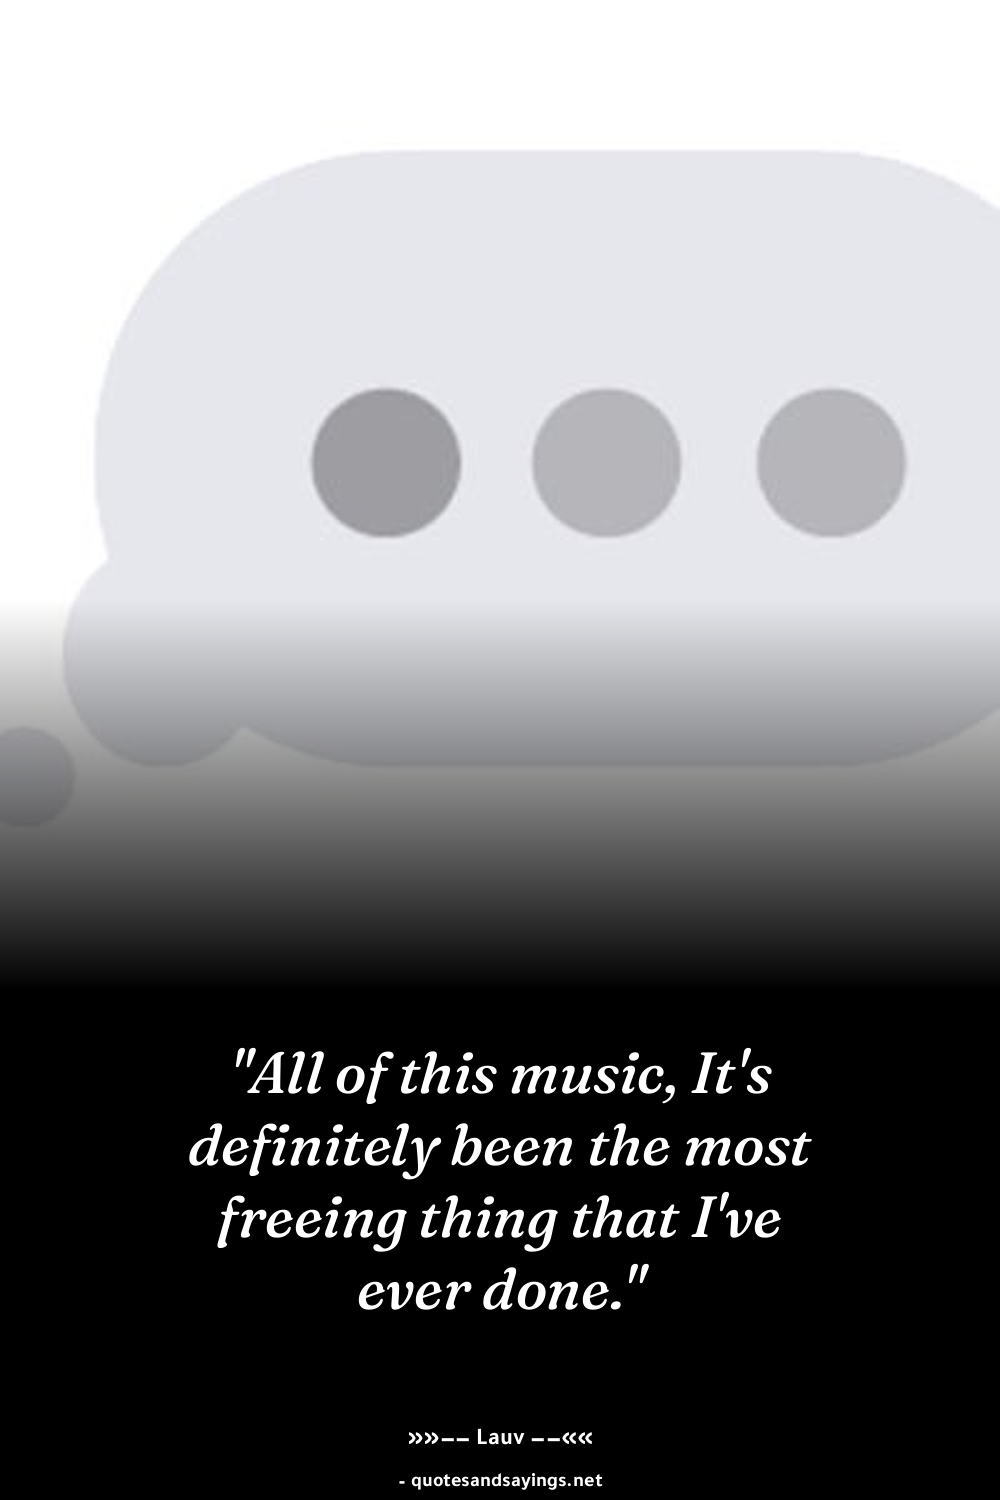 "All of this music, It's
definitely been the most
freeing thing that I've
ever done."
»»—— Lauv ——««
- quotesandsayings.net